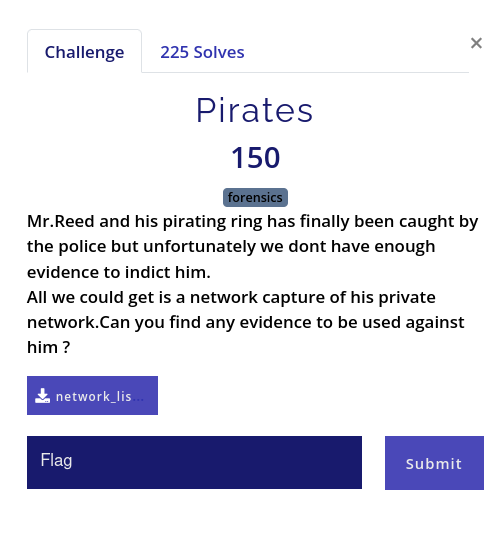 Challenge
225 Solves
×
Pirates
150
forensics
Mr.Reed and his pirating ring has finally been caught by
the police but unfortunately we dont have enough
evidence to indict him.
All we could get is a network capture of his private
network.Can you find any evidence to be used against
him ?
network_lis...
Flag
Submit